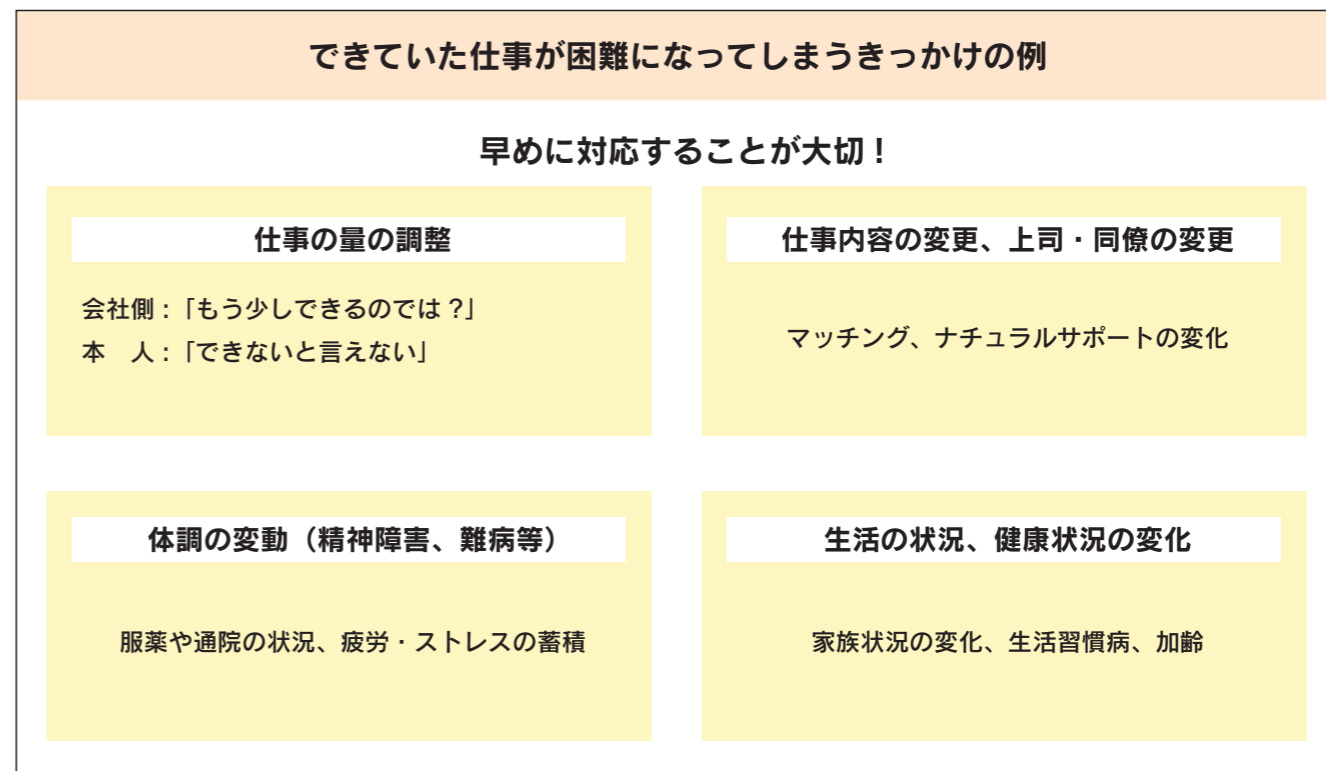 できていた仕事が困難になってしまうきっかけの例
早めに対応することが大切！
仕事の量の調整
会社側：「もう少しできるのでは？」
本　人：「できないと言えない」
仕事内容の変更、上司・同僚の変更
マッチング、ナチュラルサポートの変化
体調の変動（精神障害、難病等）
服薬や通院の状況、疲労・ストレスの蓄積
生活の状況、健康状況の変化
家族状況の変化、生活習慣病、加齢